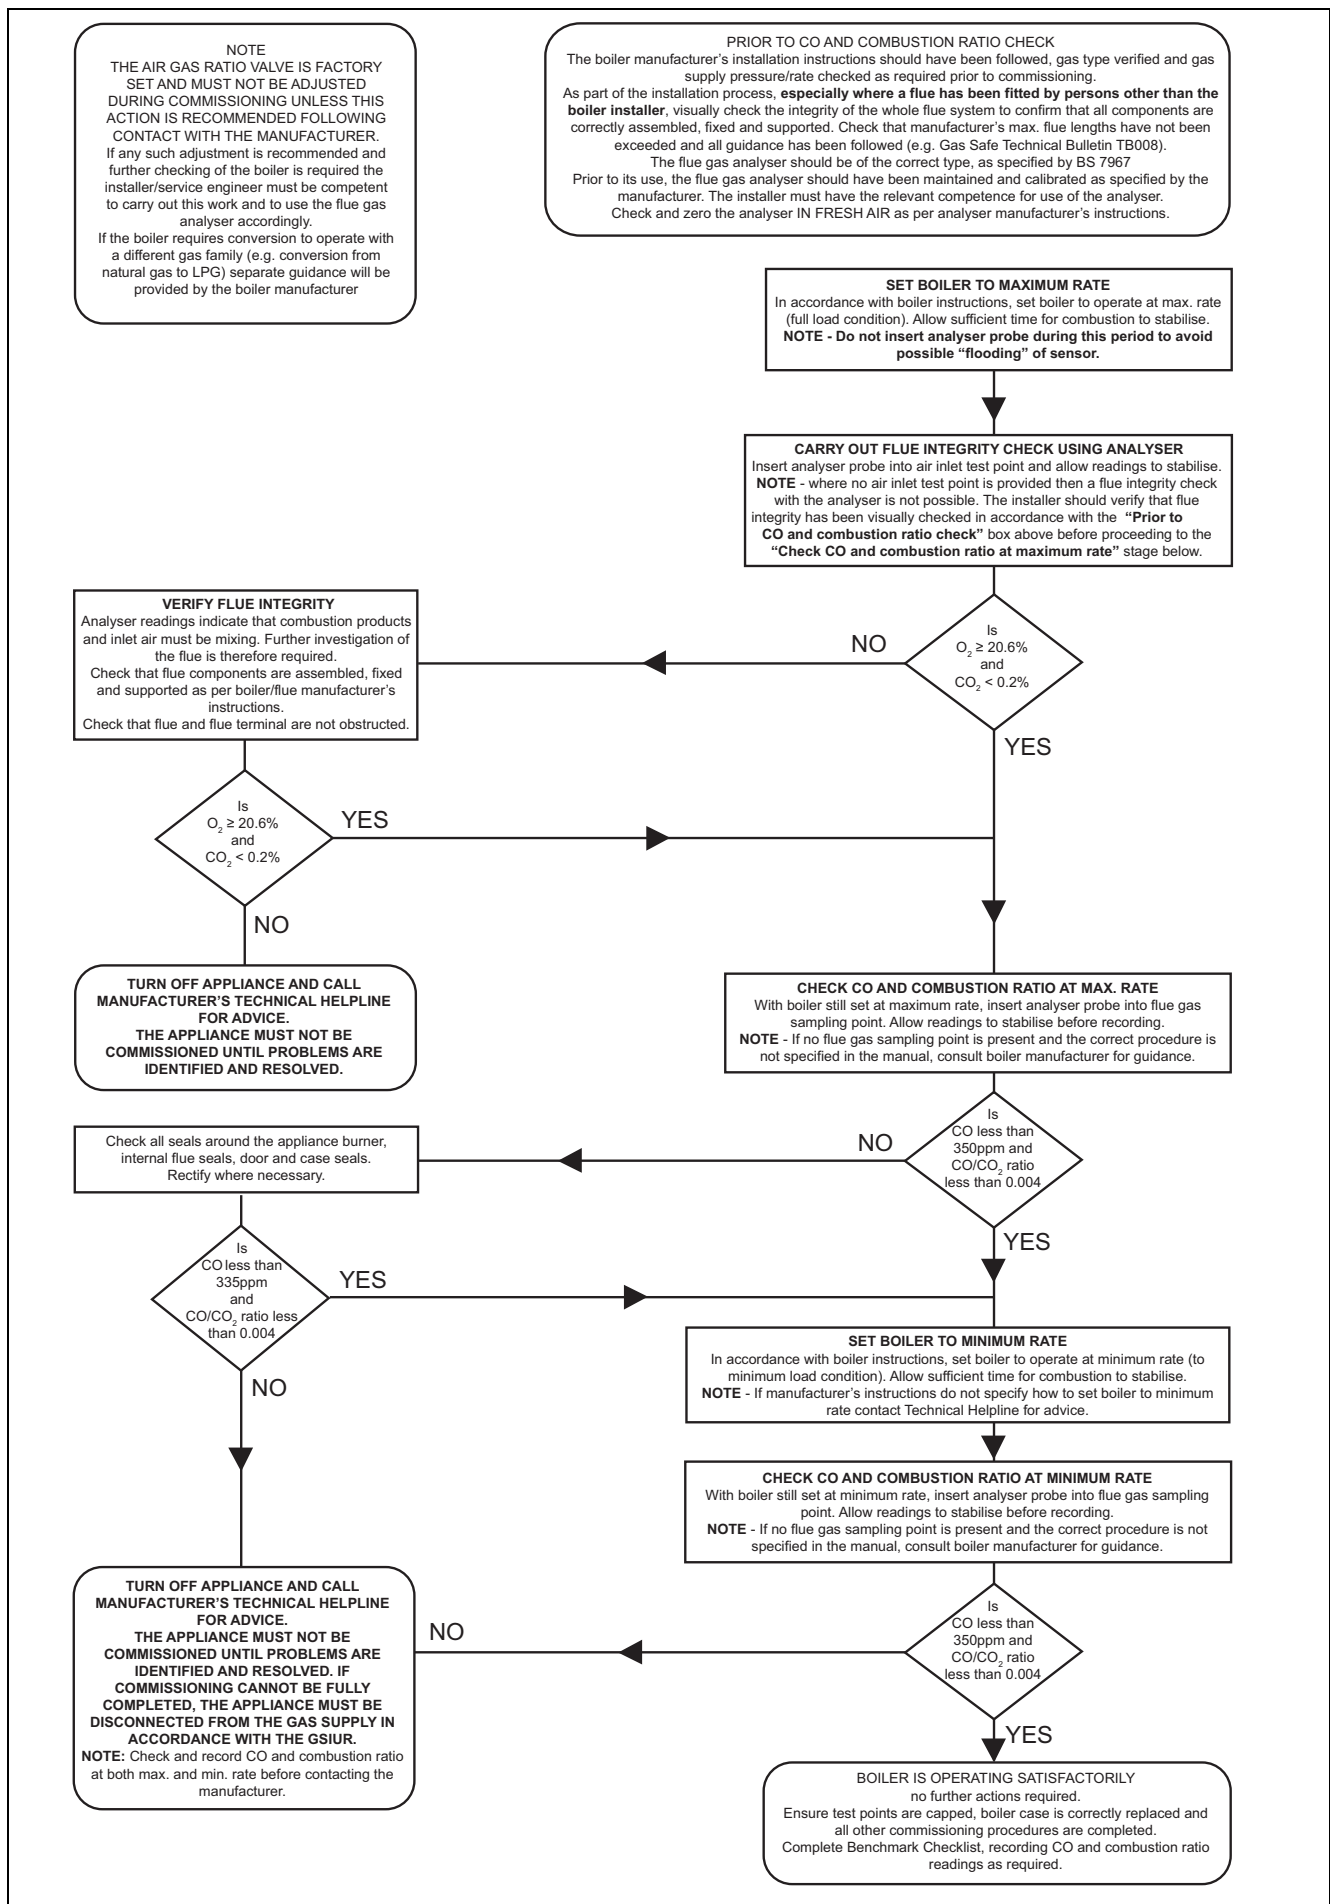 NOTE
THE AIR GAS RATIO VALVE IS FACTORY
SET AND MUST NOT BE ADJUSTED
DURING COMMISSIONING UNLESS THIS
ACTION IS RECOMMENDED FOLLOWING
CONTACT WITH THE MANUFACTURER.
If any such adjustment is recommended and
further checking of the boiler is required the
installer/service engineer must be competent
to carry out this work and to use the flue gas
analyser accordingly.
If the boiler requires conversion to operate with
a different gas family (e.g. conversion from
natural gas to LPG) separate guidance will be
provided by the boiler manufacturer
PRIOR TO CO AND COMBUSTION RATIO CHECK
The boiler manufacturer's installation instructions should have been followed, gas type verified and gas
supply pressure/rate checked as required prior to commissioning.
As part of the installation process, especially where a flue has been fitted by persons other than the
boiler installer, visually check the integrity of the whole flue system to confirm that all components are
correctly assembled, fixed and supported. Check that manufacturer's max. flue lengths have not been
exceeded and all guidance has been followed (e.g. Gas Safe Technical Bulletin TB008).
The flue gas analyser should be of the correct type, as specified by BS 7967
Prior to its use, the flue gas analyser should have been maintained and calibrated as specified by the
manufacturer. The installer must have the relevant competence for use of the analyser.
Check and zero the analyser IN FRESH AIR as per analyser manufacturer's instructions.
SET BOILER TO MAXIMUM RATE
In accordance with boiler instructions, set boiler to operate at max. rate
(full load condition). Allow sufficient time for combustion to stabilise.
NOTE - Do not insert analyser probe during this period to avoid
possible “flooding” of sensor.
CARRY OUT FLUE INTEGRITY CHECK USING ANALYSER
Insert analyser probe into air inlet test point and allow readings to stabilise.
NOTE - where no air inlet test point is provided then a flue integrity check
with the analyser is not possible. The installer should verify that flue
integrity has been visually checked in accordance with the “Prior to
CO and combustion ratio check” box above before proceeding to the
“Check CO and combustion ratio at maximum rate” stage below.
Is
O₂ ≥ 20.6%
and
CO₂ < 0.2%
NO
YES
VERIFY FLUE INTEGRITY
Analyser readings indicate that combustion products
and inlet air must be mixing. Further investigation of
the flue is therefore required.
Check that flue components are assembled, fixed
and supported as per boiler/flue manufacturer's
instructions.
Check that flue and flue terminal are not obstructed.
Is
O₂ ≥ 20.6%
and
CO₂ < 0.2%
YES
NO
TURN OFF APPLIANCE AND CALL
MANUFACTURER'S TECHNICAL HELPLINE
FOR ADVICE.
THE APPLIANCE MUST NOT BE
COMMISSIONED UNTIL PROBLEMS ARE
IDENTIFIED AND RESOLVED.
CHECK CO AND COMBUSTION RATIO AT MAX. RATE
With boiler still set at maximum rate, insert analyser probe into flue gas
sampling point. Allow readings to stabilise before recording.
NOTE - If no flue gas sampling point is present and the correct procedure is
not specified in the manual, consult boiler manufacturer for guidance.
Is
CO less than
350ppm and
CO/CO₂ ratio
less than 0.004
NO
YES
Check all seals around the appliance burner,
internal flue seals, door and case seals.
Rectify where necessary.
Is
CO less than
335ppm
and
CO/CO₂ ratio less
than 0.004
YES
NO
SET BOILER TO MINIMUM RATE
In accordance with boiler instructions, set boiler to operate at minimum rate (to
minimum load condition). Allow sufficient time for combustion to stabilise.
NOTE - If manufacturer's instructions do not specify how to set boiler to minimum
rate contact Technical Helpline for advice.
CHECK CO AND COMBUSTION RATIO AT MINIMUM RATE
With boiler still set at minimum rate, insert analyser probe into flue gas sampling
point. Allow readings to stabilise before recording.
NOTE - If no flue gas sampling point is present and the correct procedure is not
specified in the manual, consult boiler manufacturer for guidance.
Is
CO less than
350ppm and
CO/CO₂ ratio
less than 0.004
NO
YES
TURN OFF APPLIANCE AND CALL
MANUFACTURER'S TECHNICAL HELPLINE
FOR ADVICE.
THE APPLIANCE MUST NOT BE
COMMISSIONED UNTIL PROBLEMS ARE
IDENTIFIED AND RESOLVED. IF
COMMISSIONING CANNOT BE FULLY
COMPLETED, THE APPLIANCE MUST BE
DISCONNECTED FROM THE GAS SUPPLY IN
ACCORDANCE WITH THE GSIUR.
NOTE: Check and record CO and combustion ratio
at both max. and min. rate before contacting the
manufacturer.
BOILER IS OPERATING SATISFACTORILY
no further actions required.
Ensure test points are capped, boiler case is correctly replaced and
all other commissioning procedures are completed.
Complete Benchmark Checklist, recording CO and combustion ratio
readings as required.